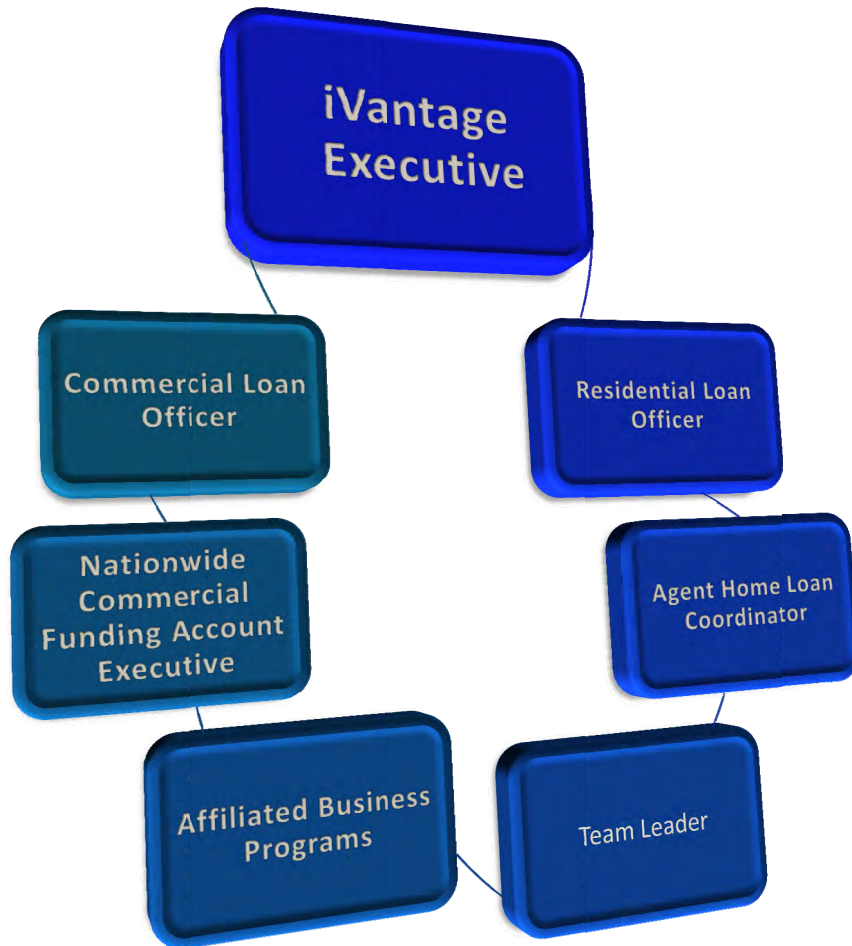 iVantage
Executive
Commercial Loan
Officer
Residential Loan
Officer
Nationwide
Commercial
Funding Account
Executive
Agent Home Loan
Coordinator
Affiliated Business
Programs
Team Leader